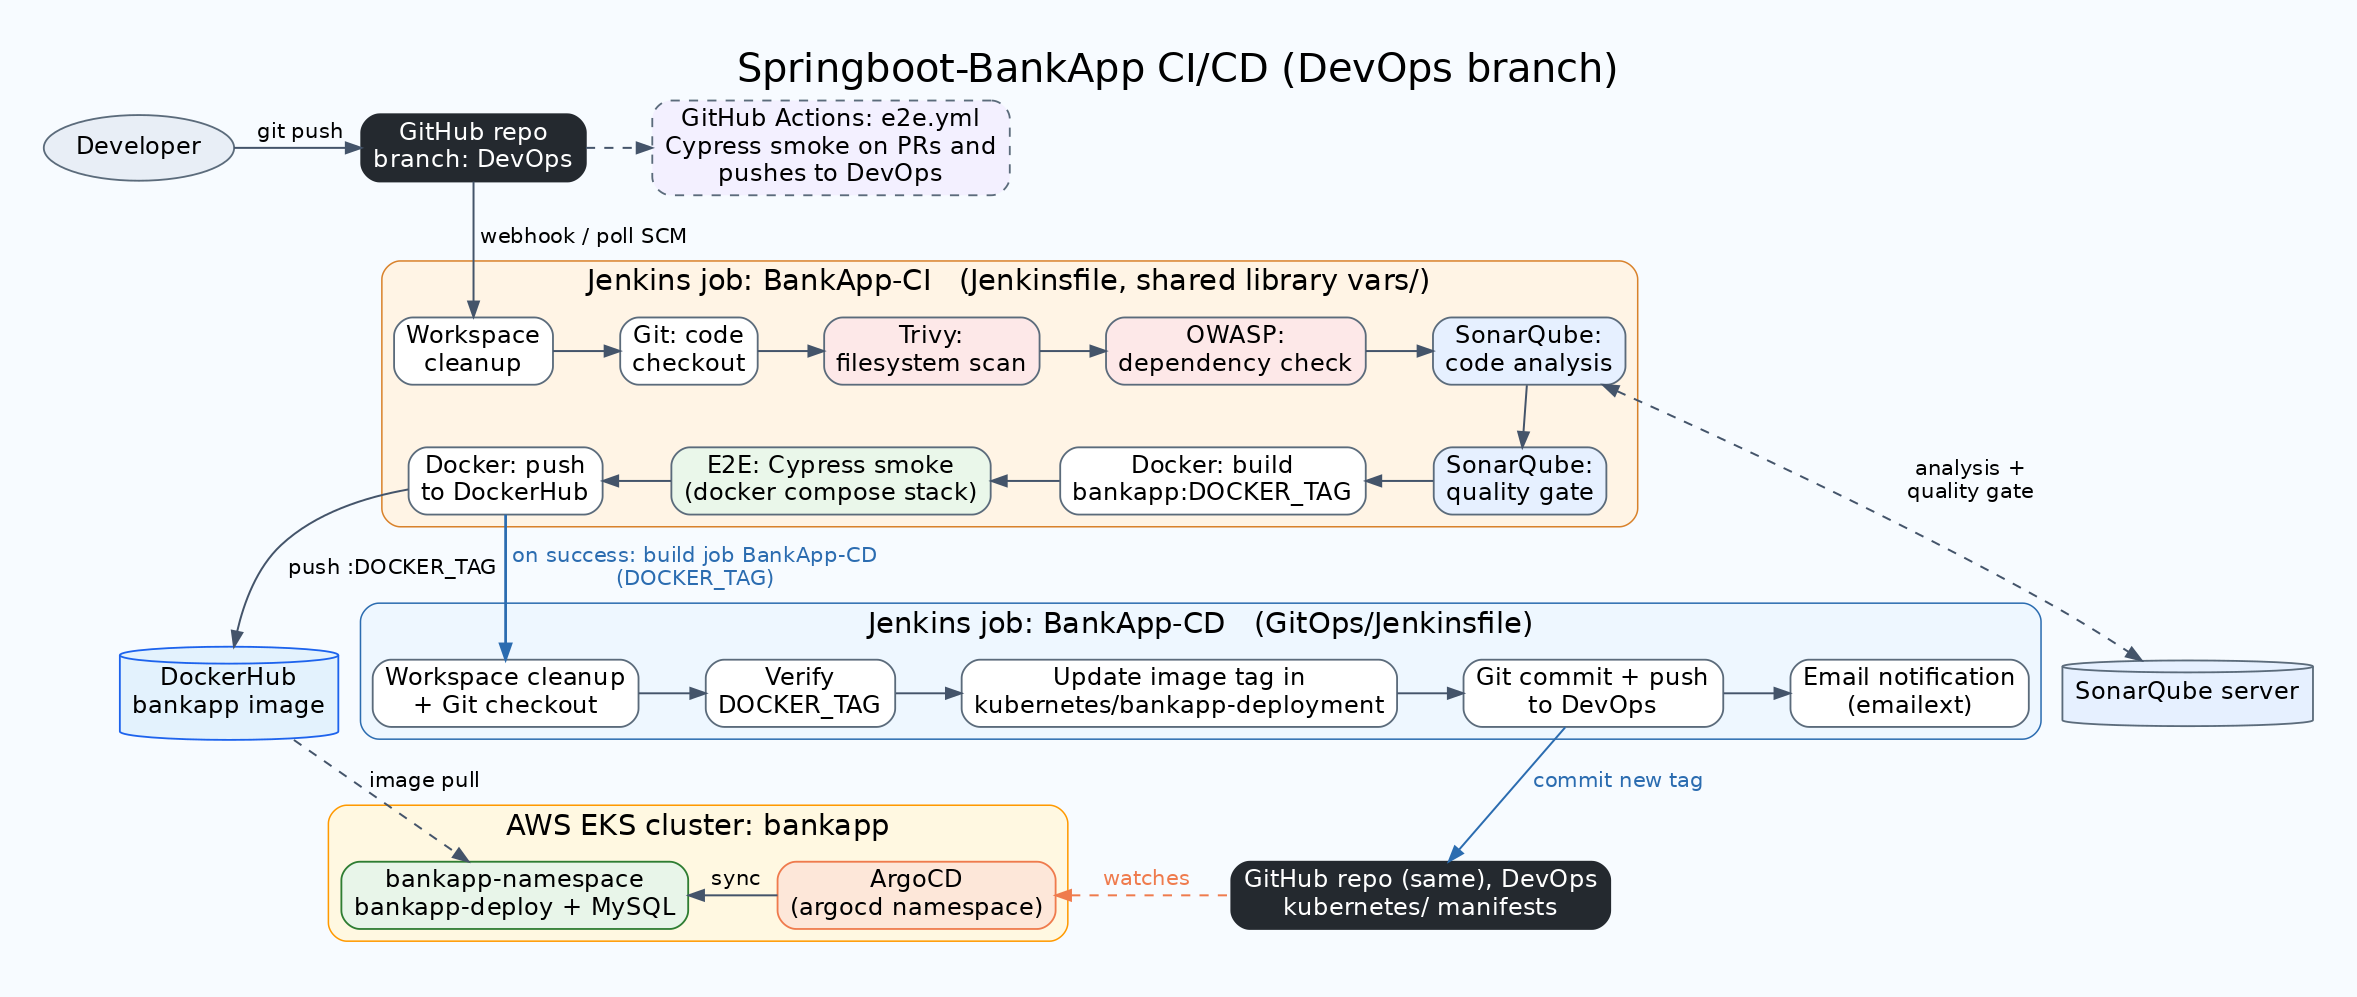 Springboot-BankApp CI/CD (DevOps branch)
Developer
git push
GitHub repo
branch: DevOps
GitHub Actions: e2e.yml
Cypress smoke on PRs and
pushes to DevOps
webhook / poll SCM
Jenkins job: BankApp-CI   (Jenkinsfile, shared library vars/)
Workspace
cleanup
Git: code
checkout
Trivy:
filesystem scan
OWASP:
dependency check
SonarQube:
code analysis
Docker: push
to DockerHub
E2E: Cypress smoke
(docker compose stack)
Docker: build
bankapp:DOCKER_TAG
SonarQube:
quality gate
analysis +
quality gate
push :DOCKER_TAG
on success: build job BankApp-CD
(DOCKER_TAG)
Jenkins job: BankApp-CD   (GitOps/Jenkinsfile)
DockerHub
bankapp image
Workspace cleanup
+ Git checkout
Verify
DOCKER_TAG
Update image tag in
kubernetes/bankapp-deployment
Git commit + push
to DevOps
Email notification
(emailext)
SonarQube server
image pull
commit new tag
AWS EKS cluster: bankapp
bankapp-namespace
bankapp-deploy + MySQL
sync
ArgoCD
(argocd namespace)
watches
GitHub repo (same), DevOps
kubernetes/ manifests